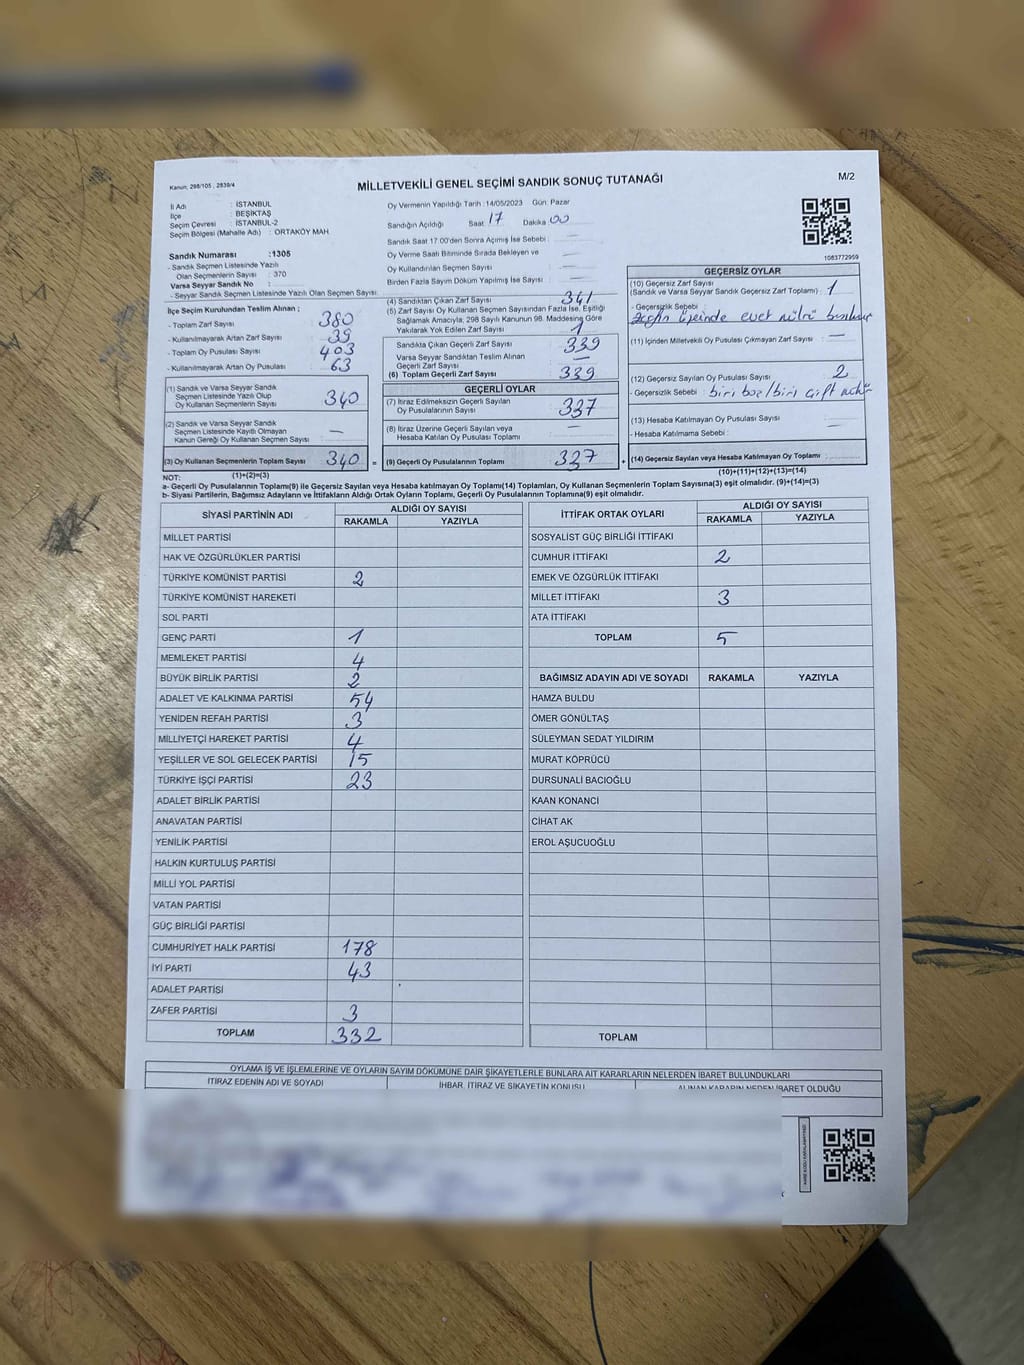 Kanun, 298/105 , 2839/4
MİLLETVEKİLİ GENEL SEÇİMİ SANDIK SONUÇ TUTANAĞI
M/2
İl Adı : İSTANBUL
İlçe : BEŞİKTAŞ
Seçim Çevresi : İSTANBUL-2
Seçim Bölgesi (Mahalle Adı) : ORTAKÖY MAH
Sandık Numarası :1305
- Sandık Seçmen Listesinde Yazılı
Olan Seçmenlerin Sayısı : 370
Varsa Seyyar Sandık No :
- Seyyar Sandık Seçmen Listesinde Yazılı Olan Seçmen Sayısı
Oy Vermenin Yapıldığı Tarih : 14/05/2023 Gün: Pazar
Sandığın Açıldığı Saat 17 Dakika 00
Sandık Saat 17.00'den Sonra Açılmış İse Sebebi : —
Oy Verme Saati Bitiminde Sırada Bekleyen ve
Oy Kullandırılan Seçmen Sayısı : —
Birden Fazla Sayım Döküm Yapılmış İse Sayısı : —
1083772959
İlçe Seçim Kurulundan Teslim Alınan ;
- Toplam Zarf Sayısı : 380
- Kullanılmayarak Artan Zarf Sayısı : 39
- Toplam Oy Pusulası Sayısı : 403
- Kullanılmayarak Artan Oy Pusulası : 63
(1) Sandık ve Varsa Seyyar Sandık
Seçmen Listesinde Yazılı Olup
Oy Kullanan Seçmenlerin Sayısı : 340
(2) Sandık ve Varsa Seyyar Sandık
Seçmen Listesinde Kayıtlı Olmayan
Kanun Gereği Oy Kullanan Seçmen Sayısı : —
(3) Oy Kullanan Seçmenlerin Toplam Sayısı 340 =
(1)+(2)=(3)
(4) Sandıktan Çıkan Zarf Sayısı : 341
(5) Zarf Sayısı Oy Kullanan Seçmen Sayısından Fazla İse, Eşitliği
Sağlamak Amacıyla, 298 Sayılı Kanunun 98. Maddesine Göre
Yakılarak Yok Edilen Zarf Sayısı : 1
Sandıkta Çıkan Geçerli Zarf Sayısı : 339
Varsa Seyyar Sandıktan Teslim Alınan
Geçerli Zarf Sayısı : —
(6) Toplam Geçerli Zarf Sayısı : 339
GEÇERLİ OYLAR
(7) İtiraz Edilmeksizin Geçerli Sayılan
Oy Pusulalarının Sayısı : 337
(8) İtiraz Üzerine Geçerli Sayılan veya
Hesaba Katılan Oy Pusulası Toplamı : —
(9) Geçerli Oy Pusulalarının Toplamı : 337 +
GEÇERSİZ OYLAR
(10) Geçersiz Zarf Sayısı
(Sandık ve Varsa Seyyar Sandık Geçersiz Zarf Toplamı) : 1
- Geçersizlik Sebebi : içinde evet mührü
(11) İçinden Milletvekili Oy Pusulası Çıkmayan Zarf Sayısı : —
(12) Geçersiz Sayılan Oy Pusulası Sayısı : 2
- Geçersizlik Sebebi : biri boş/biri çift
(13) Hesaba Katılmayan Oy Pusulası Sayısı : —
- Hesaba Katılmama Sebebi :
(14) Geçersiz Sayılan veya Hesaba Katılmayan Oy Toplamı :
(10)+(11)+(12)+(13)=(14)
NOT:
a- Geçerli Oy Pusulalarının Toplamı(9) ile Geçersiz Sayılan veya Hesaba Katılmayan Oy Toplamı(14) Toplamları, Oy Kullanan Seçmenlerin Toplam Sayısına(3) eşit olmalıdır. (9)+(14)=(3)
b- Siyasi Partilerin, Bağımsız Adayların ve İttifakların Aldığı Ortak Oyların Toplamı, Geçerli Oy Pusulalarının Toplamına(9) eşit olmalıdır.
SİYASİ PARTİNİN ADI ALDIĞI OY SAYISI
RAKAMLA YAZIYLA
MİLLET PARTİSİ
HAK VE ÖZGÜRLÜKLER PARTİSİ
TÜRKİYE KOMÜNİST PARTİSİ 2
TÜRKİYE KOMÜNİST HAREKETİ
SOL PARTİ
GENÇ PARTİ 1
MEMLEKET PARTİSİ 4
BÜYÜK BİRLİK PARTİSİ 2
ADALET VE KALKINMA PARTİSİ 54
YENİDEN REFAH PARTİSİ 3
MİLLİYETÇİ HAREKET PARTİSİ 4
YEŞİLLER VE SOL GELECEK PARTİSİ 15
TÜRKİYE İŞÇİ PARTİSİ 23
ADALET BİRLİK PARTİSİ
ANAVATAN PARTİSİ
YENİLİK PARTİSİ
HALKIN KURTULUŞ PARTİSİ
MİLLİ YOL PARTİSİ
VATAN PARTİSİ
GÜÇ BİRLİĞİ PARTİSİ
CUMHURİYET HALK PARTİSİ 178
İYİ PARTİ 43
ADALET PARTİSİ
ZAFER PARTİSİ 3
TOPLAM 332
İTTİFAK ORTAK OYLARI ALDIĞI OY SAYISI
RAKAMLA YAZIYLA
SOSYALİST GÜÇ BİRLİĞİ İTTİFAKI
CUMHUR İTTİFAKI 2
EMEK VE ÖZGÜRLÜK İTTİFAKI
MİLLET İTTİFAKI 3
ATA İTTİFAKI
TOPLAM 5
BAĞIMSIZ ADAYIN ADI VE SOYADI RAKAMLA YAZIYLA
HAMZA BULDU
ÖMER GÖNÜLTAŞ
SÜLEYMAN SEDAT YILDIRIM
MURAT KÖPRÜCÜ
DURSUNALİ BACIOĞLU
KAAN KONANCİ
CİHAT AK
EROL AŞUCUOĞLU
TOPLAM
OYLAMA İŞ VE İŞLEMLERİNE VE OYLARIN SAYIM DÖKÜMÜNE DAİR ŞİKAYETLERLE BUNLARA AİT KARARLARIN NELERDEN İBARET BULUNDUKLARI
İTİRAZ EDENİN ADI VE SOYADI İHBAR, İTİRAZ VE ŞİKAYETİN KONUSU ALINAN KARARIN NEDEN İBARET OLDUĞU